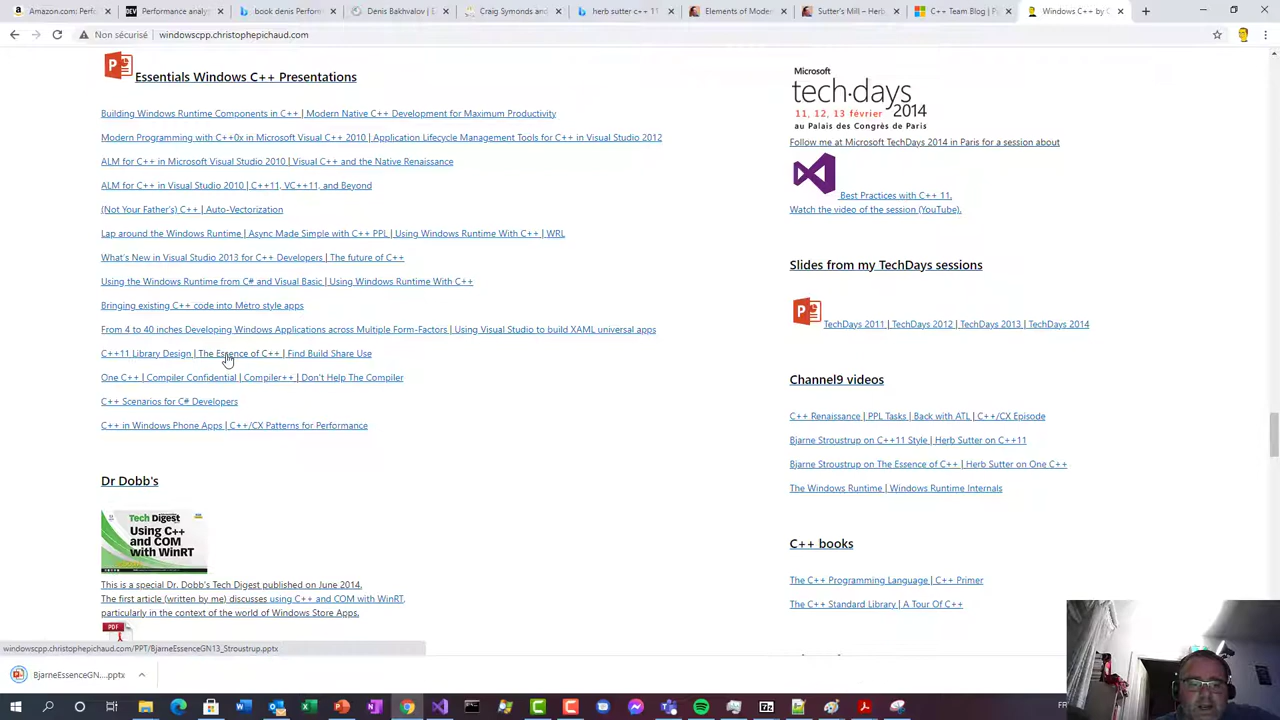 Amazon.com: Pe
Performance analy
book denis Perform
Denis Bakhvalov | E
Craig Symonds and
herb sutter c++ 11
Elements of Moder
Sutter's Mill – Herb
C++ Team Blog | P
Windows C++ by C
Non sécurisé | windowscpp.christophepichaud.com
Essentials Windows C++ Presentations
Building Windows Runtime Components in C++ | Modern Native C++ Development for Maximum Productivity
Modern Programming with C++0x in Microsoft Visual C++ 2010 | Application Lifecycle Management Tools for C++ in Visual Studio 2012
ALM for C++ in Microsoft Visual Studio 2010 | Visual C++ and the Native Renaissance
ALM for C++ in Visual Studio 2010 | C++11, VC++11, and Beyond
(Not Your Father's) C++ | Auto-Vectorization
Lap around the Windows Runtime | Async Made Simple with C++ PPL | Using Windows Runtime With C++ | WRL
What's New in Visual Studio 2013 for C++ Developers | The future of C++
Using the Windows Runtime from C# and Visual Basic | Using Windows Runtime With C++
Bringing existing C++ code into Metro style apps
From 4 to 40 inches Developing Windows Applications across Multiple Form-Factors | Using Visual Studio to build XAML universal apps
C++11 Library Design | The Essence of C++ | Find Build Share Use
One C++ | Compiler Confidential | Compiler++ | Don't Help The Compiler
C++ Scenarios for C# Developers
C++ in Windows Phone Apps | C++/CX Patterns for Performance
Dr Dobb's
Tech Digest
Using C++
and COM
with WinRT
This is a special Dr. Dobb's Tech Digest published on June 2014.
The first article (written by me) discusses using C++ and COM with WinRT,
particularly in the context of the world of Windows Store Apps.
PDF
Microsoft
tech·days
11, 12, 13 février 2014
au Palais des Congrès de Paris
Follow me at Microsoft TechDays 2014 in Paris for a session about
Best Practices with C++ 11.
Watch the video of the session (YouTube).
Slides from my TechDays sessions
TechDays 2011 | TechDays 2012 | TechDays 2013 | TechDays 2014
Channel9 videos
C++ Renaissance | PPL Tasks | Back with ATL | C++/CX Episode
Bjarne Stroustrup on C++11 Style | Herb Sutter on C++11
Bjarne Stroustrup on The Essence of C++ | Herb Sutter on One C++
The Windows Runtime | Windows Runtime Internals
C++ books
The C++ Programming Language | C++ Primer
The C++ Standard Library | A Tour Of C++
windowscpp.christophepichaud.com/PPT/BjarneEssenceGN13_Stroustrup.pptx
BjarneEssenceGN....pptx
FR